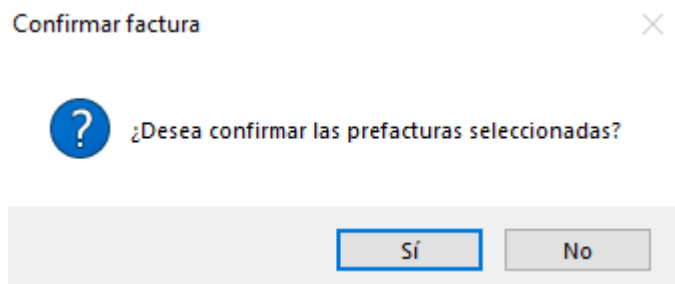 Confirmar factura
¿Desea confirmar las prefacturas seleccionadas?
Sí
No